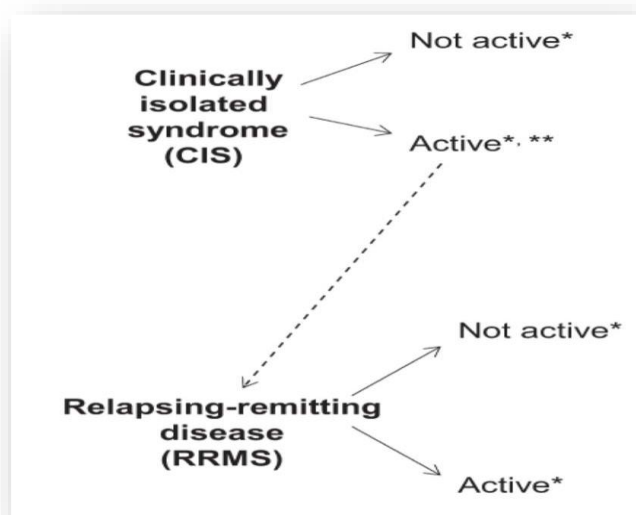 Not active*
Clinically
isolated
syndrome
(CIS)
Active*, **
Not active*
Relapsing-remitting
disease
(RRMS)
Active*